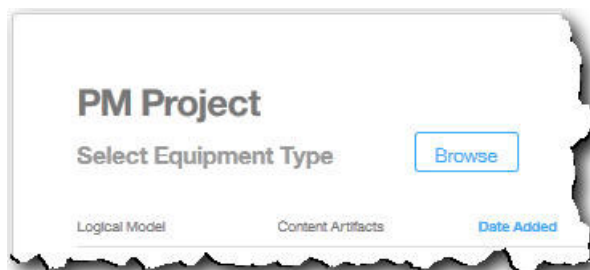 PM Project
Select Equipment Type Browse
Logical Model Content Artifacts Date Added